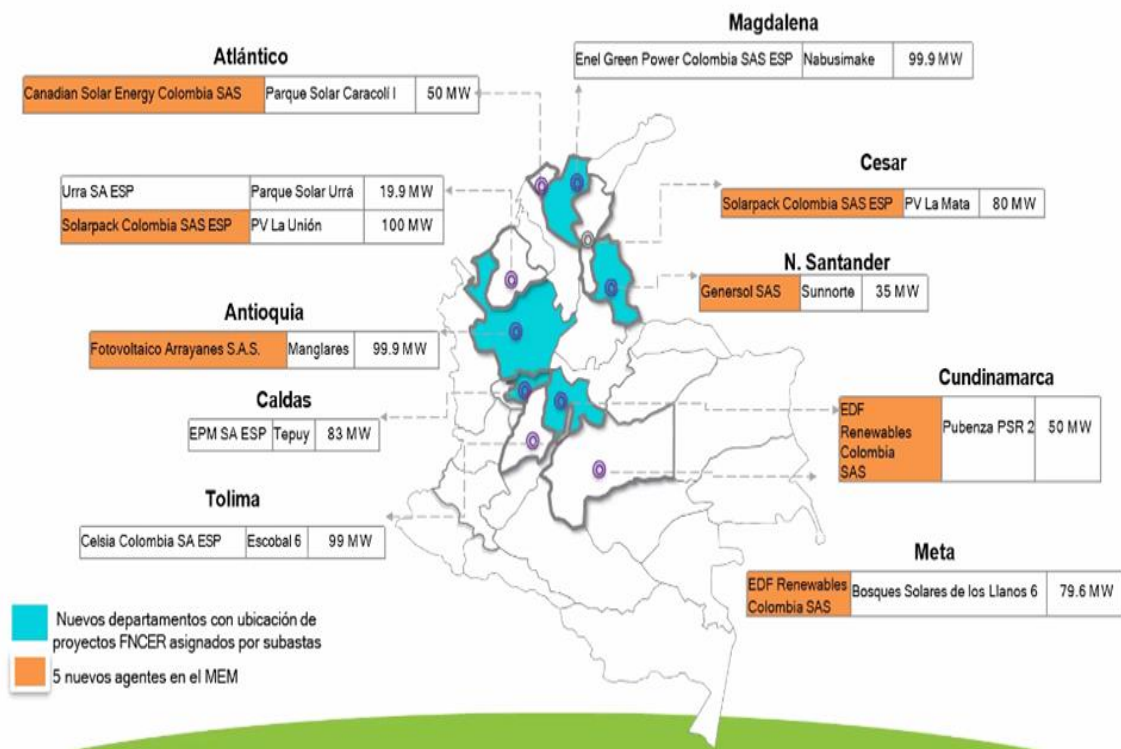 Magdalena
Enel Green Power Colombia SAS ESP Nabusimake 99.9 MW
Atlántico
Canadian Solar Energy Colombia SAS Parque Solar Caracolí I 50 MW
Cesar
Solarpack Colombia SAS ESP PV La Mata 80 MW
Urra SA ESP Parque Solar Urrá 19.9 MW
Solarpack Colombia SAS ESP PV La Unión 100 MW
N. Santander
Genersol SAS Sunnorte 35 MW
Antioquia
Fotovoltaico Arrayanes S.A.S. Manglares 99.9 MW
Cundinamarca
EDF
Renewables
Colombia
SAS
Pubenza PSR 2 50 MW
Caldas
EPM SA ESP Tepuy 83 MW
Tolima
Celsia Colombia SA ESP Escobal 6 99 MW
Meta
EDF Renewables
Colombia SAS
Bosques Solares de los Llanos 6 79.6 MW
Nuevos departamentos con ubicación de
proyectos FNCER asignados por subastas
5 nuevos agentes en el MEM